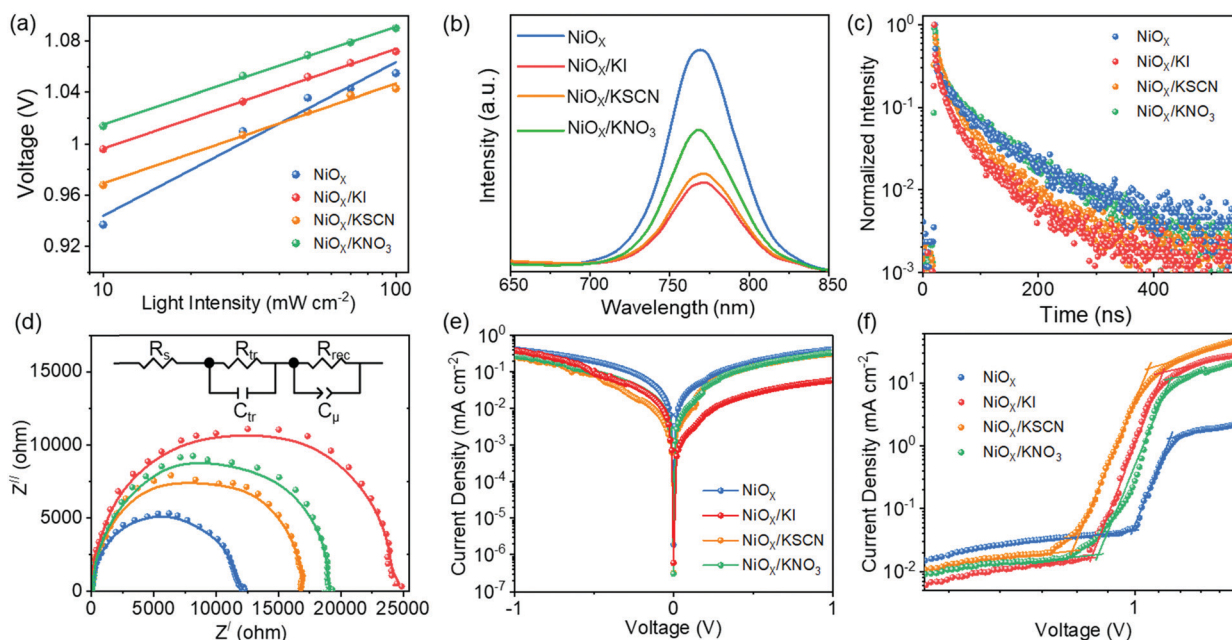 (a)
1.08
1.04
1
0.96
0.92
Voltage (V)
NiOX
NiOX/KI
NiOX/KSCN
NiOX/KNO3
10
100
Light Intensity (mW cm-2)
(b)
Intensity (a.u.)
NiOX
NiOX/KI
NiOX/KSCN
NiOX/KNO3
650
700
750
800
850
Wavelength (nm)
(c)
100
10-1
10-2
10-3
Normalized Intensity
NiOX
NiOX/KI
NiOX/KSCN
NiOX/KNO3
0
200
400
Time (ns)
(d)
Rs
Rtr
Rrec
Ctr
Cμ
15000
10000
5000
0
Z// (ohm)
0
5000
10000
15000
20000
25000
Z/ (ohm)
(e)
100
10-1
10-2
10-3
10-4
10-5
10-6
10-7
Current Density (mA cm-2)
NiOX
NiOX/KI
NiOX/KSCN
NiOX/KNO3
-1
0
1
Voltage (V)
(f)
101
100
10-1
10-2
Current Density (mA cm-2)
NiOX
NiOX/KI
NiOX/KSCN
NiOX/KNO3
1
Voltage (V)